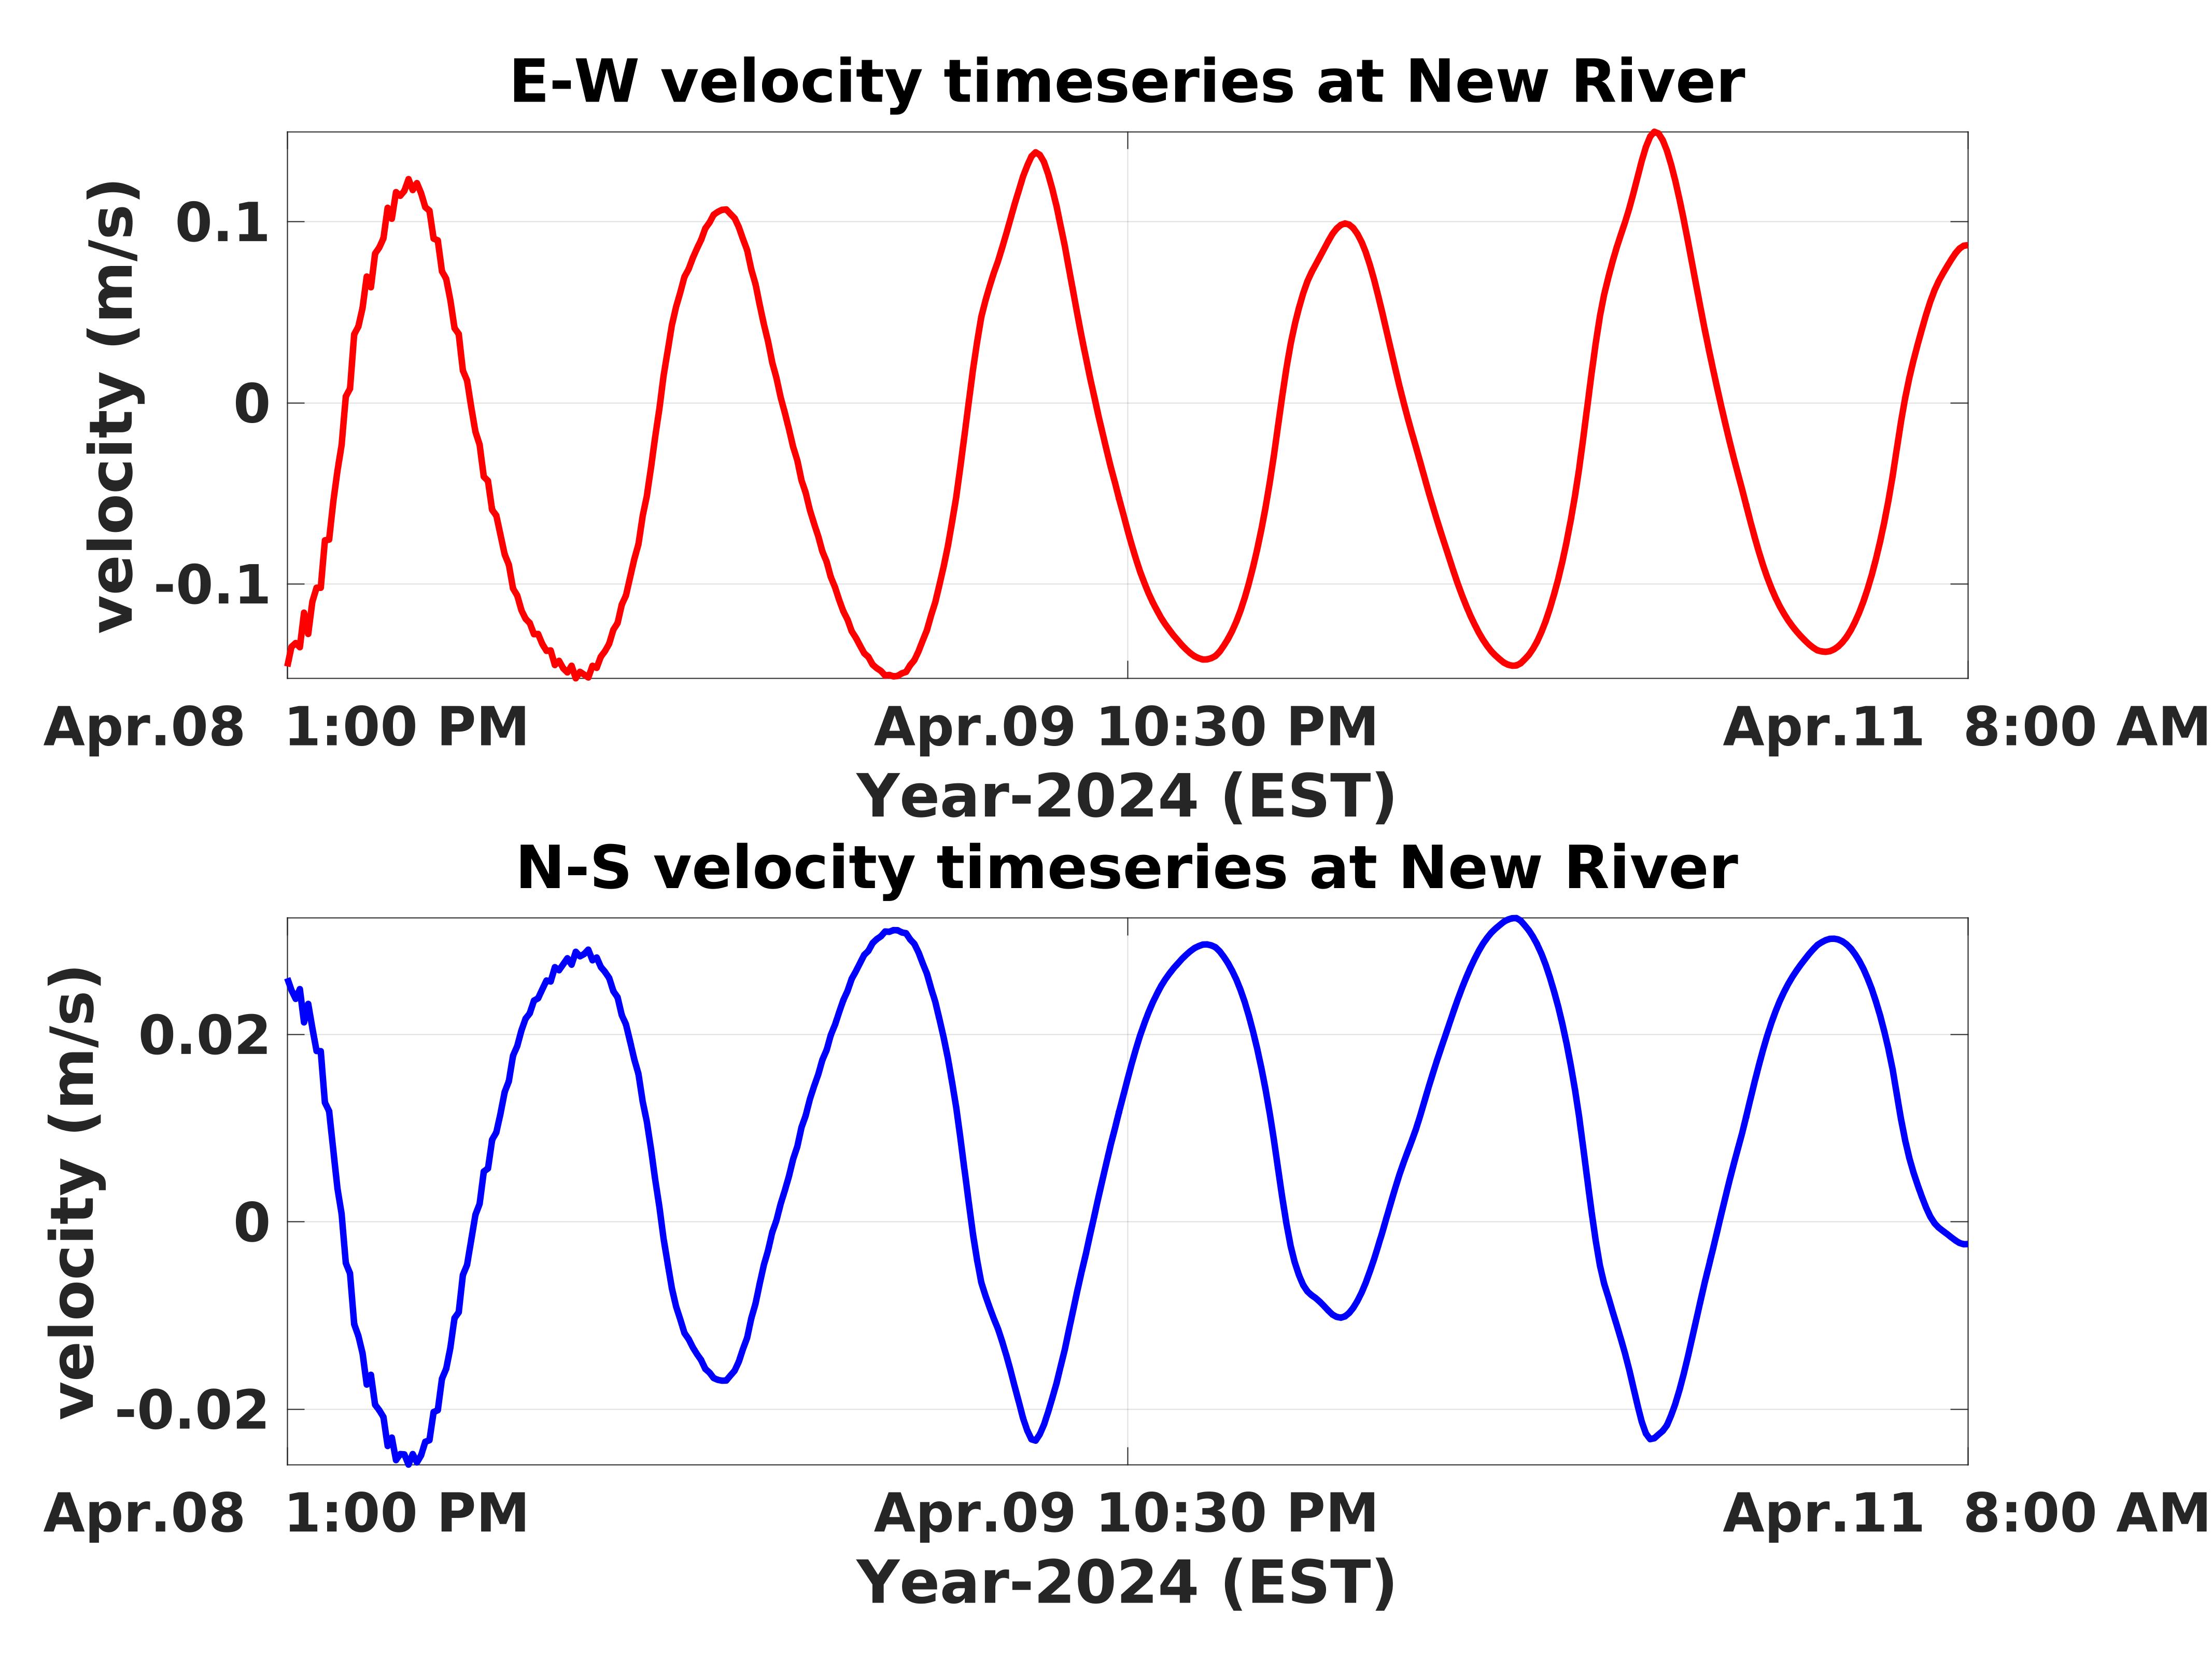 E-W velocity timeseries at New River
velocity (m/s)
0.1
0
-0.1
Apr.08  1:00 PM
Apr.09 10:30 PM
Apr.11  8:00 AM
Year-2024 (EST)
N-S velocity timeseries at New River
velocity (m/s)
0.02
0
-0.02
Apr.08  1:00 PM
Apr.09 10:30 PM
Apr.11  8:00 AM
Year-2024 (EST)